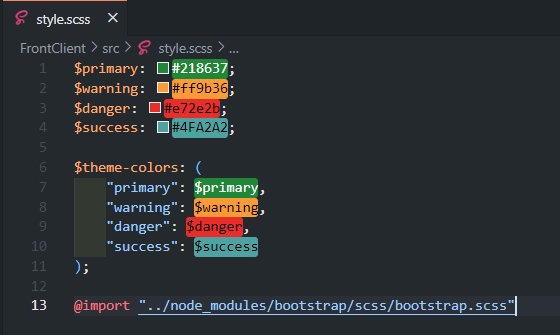 style.scss ×
FrontClient > src > style.scss > ...
1 $primary: #218637;
2 $warning: #ff9b36;
3 $danger: #e72e2b;
4 $success: #4FA2A2;
5
6 $theme-colors: (
7 "primary": $primary,
8 "warning": $warning,
9 "danger": $danger,
10 "success": $success
11 );
12
13 @import "../node_modules/bootstrap/scss/bootstrap.scss"